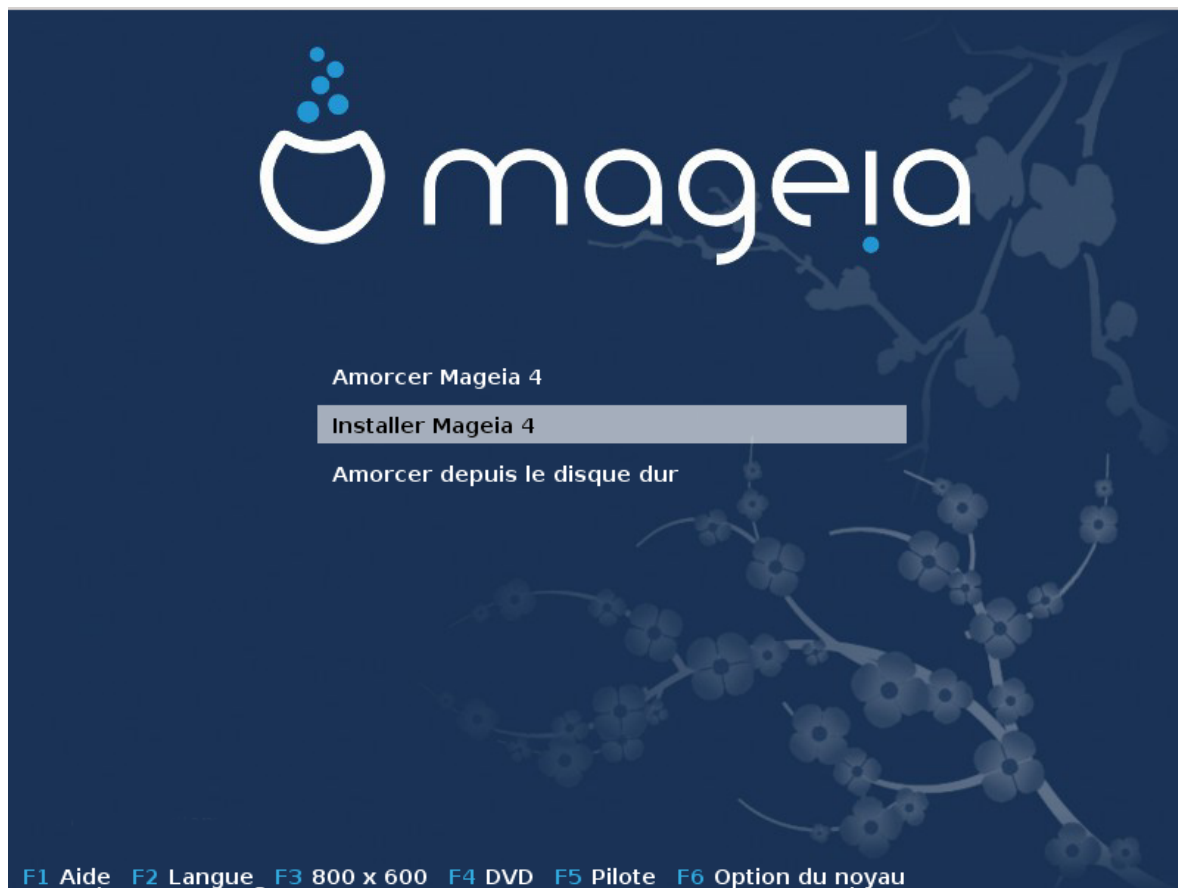 mageia
Amorcer Mageia 4
Installer Mageia 4
Amorcer depuis le disque dur
F1 Aide F2 Langue F3 800 x 600 F4 DVD F5 Pilote F6 Option du noyau